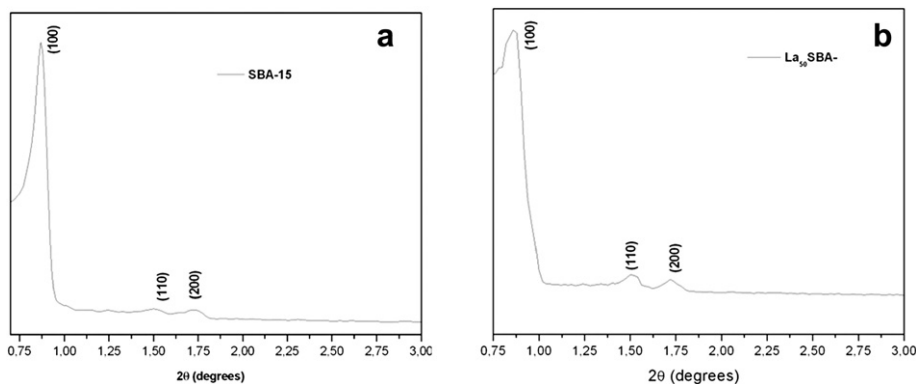 a
(100)
SBA-15
(110)
(200)
0.75 1.00 1.25 1.50 1.75 2.00 2.25 2.50 2.75 3.00
2θ (degrees)
b
(100)
La₅₀SBA-
(110)
(200)
0.75 1.00 1.25 1.50 1.75 2.00 2.25 2.50 2.75 3.00
2θ (degrees)